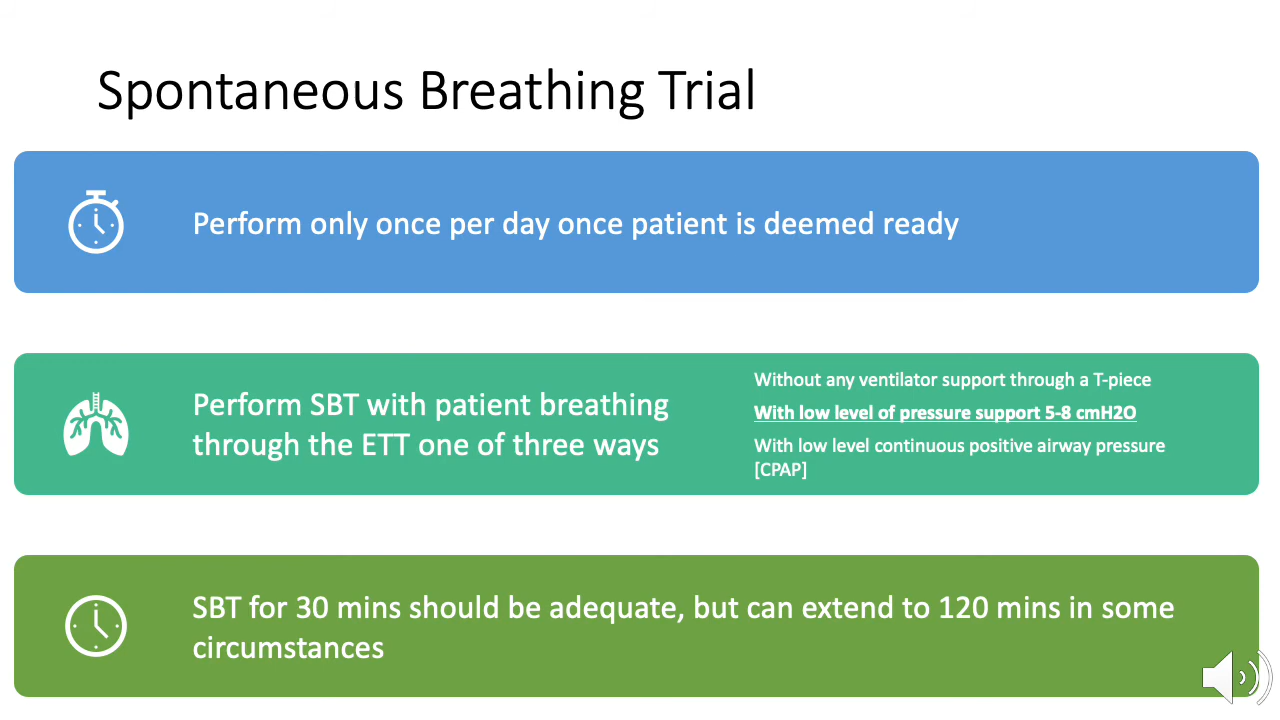 Spontaneous Breathing Trial
Perform only once per day once patient is deemed ready
Perform SBT with patient breathing
through the ETT one of three ways
Without any ventilator support through a T-piece
With low level of pressure support 5-8 cmH2O
With low level continuous positive airway pressure
[CPAP]
SBT for 30 mins should be adequate, but can extend to 120 mins in some
circumstances